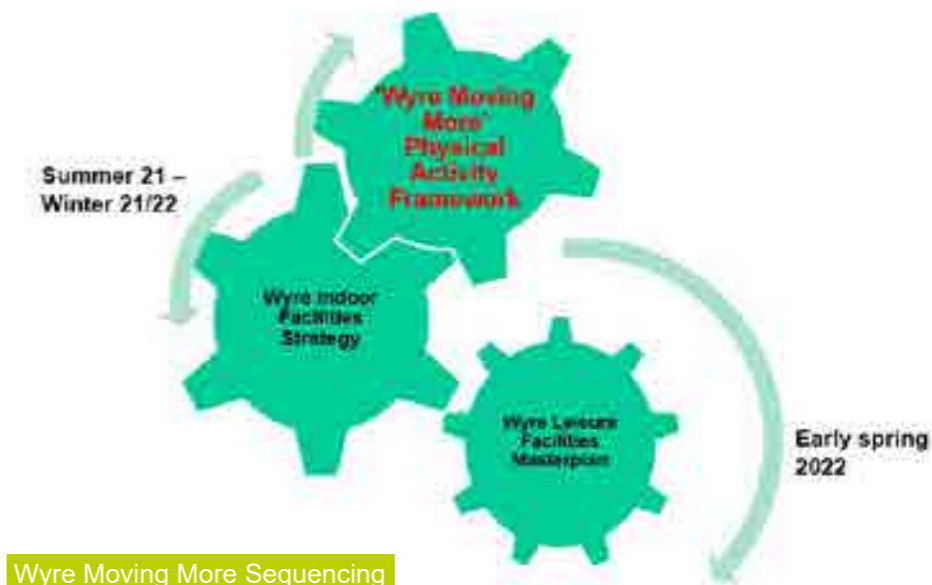 'Wyre Moving
More'
Physical
Activity
Framework
Summer 21 –
Winter 21/22
Wyre Indoor
Facilities
Strategy
Wyre Leisure
Facilities
Masterplan
Early spring
2022
Wyre Moving More Sequencing